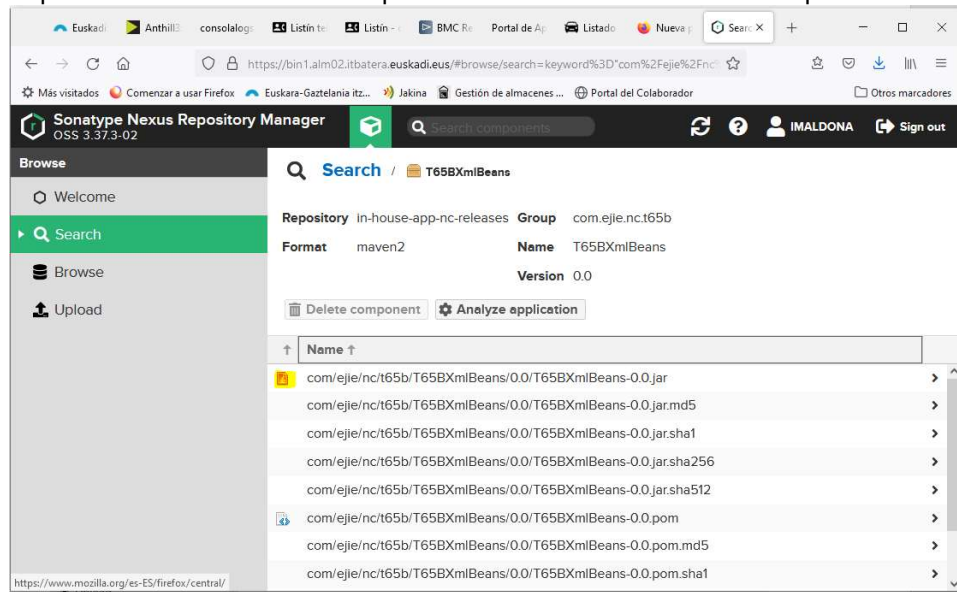 Euskadi Anthill3 consolalog: Listín te Listín - BMC Re Portal de Ap Listado Nueva p Searc × +
https://bin1.alm02.itbatera.euskadi.eus/#browse/search=keyword%3D"com%2Fejie%2Fnc
Más visitados Comenzar a usar Firefox Euskara-Gaztelania itz... Jakina Gestión de almacenes ... Portal del Colaborador Otros marcadores
Sonatype Nexus Repository Manager
OSS 3.37.3-02
Search components
IMALDONA Sign out
Browse
Welcome
Search
Browse
Upload
Search / T65BXmlBeans
Repository in-house-app-nc-releases Group com.ejie.nc.t65b
Format maven2 Name T65BXmlBeans
Version 0.0
Delete component Analyze application
Name
com/ejie/nc/t65b/T65BXmlBeans/0.0/T65BXmlBeans-0.0.jar
com/ejie/nc/t65b/T65BXmlBeans/0.0/T65BXmlBeans-0.0.jar.md5
com/ejie/nc/t65b/T65BXmlBeans/0.0/T65BXmlBeans-0.0.jar.sha1
com/ejie/nc/t65b/T65BXmlBeans/0.0/T65BXmlBeans-0.0.jar.sha256
com/ejie/nc/t65b/T65BXmlBeans/0.0/T65BXmlBeans-0.0.jar.sha512
com/ejie/nc/t65b/T65BXmlBeans/0.0/T65BXmlBeans-0.0.pom
com/ejie/nc/t65b/T65BXmlBeans/0.0/T65BXmlBeans-0.0.pom.md5
com/ejie/nc/t65b/T65BXmlBeans/0.0/T65BXmlBeans-0.0.pom.sha1
https://www.mozilla.org/es-ES/firefox/central/